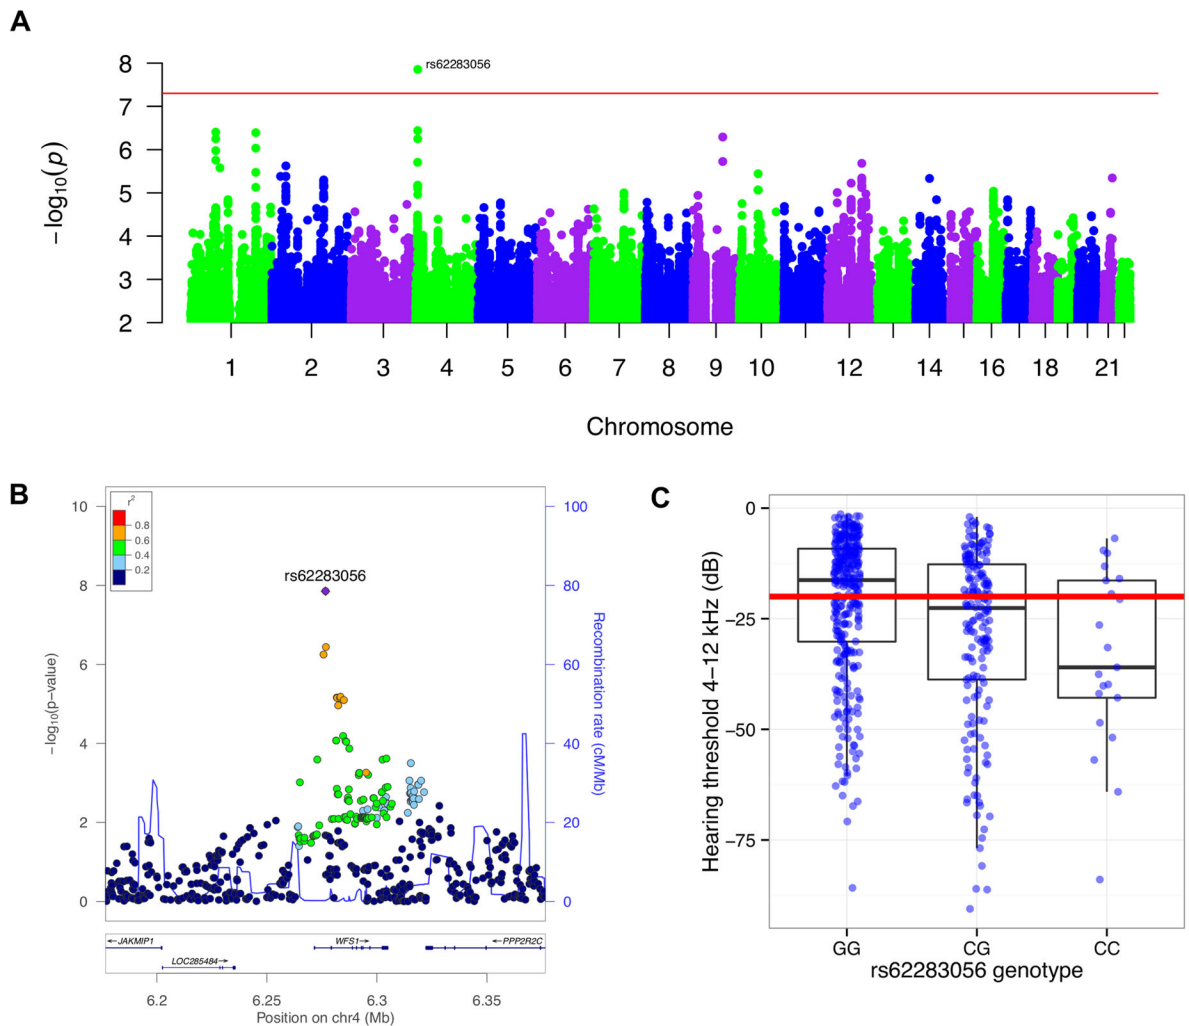 A
8
7
6
5
4
3
2
−log10(p)
rs62283056
1 2 3 4 5 6 7 8 9 10 12 14 16 18 21
Chromosome
B
r2
0.8
0.6
0.4
0.2
10
8
6
4
2
0
−log10(p−value)
rs62283056
100
80
60
40
20
0
Recombination rate (cM/Mb)
←JAKMIP1
WFS1→
←PPP2R2C
LOC285484→
6.2 6.25 6.3 6.35
Position on chr4 (Mb)
C
0
−25
−50
−75
Hearing threshold 4−12 kHz (dB)
GG CG CC
rs62283056 genotype